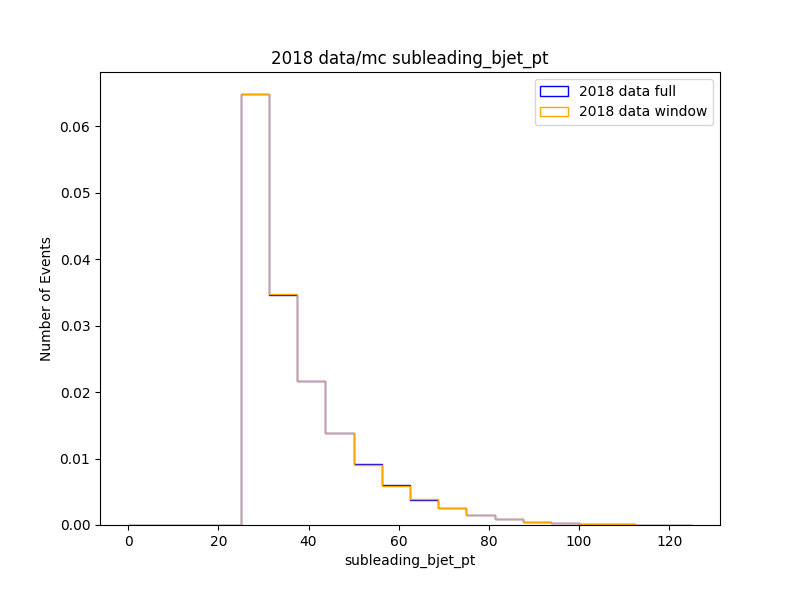 2018 data/mc subleading_bjet_pt
2018 data full
2018 data window
Number of Events
0.06
0.05
0.04
0.03
0.02
0.01
0.00
0 20 40 60 80 100 120
subleading_bjet_pt